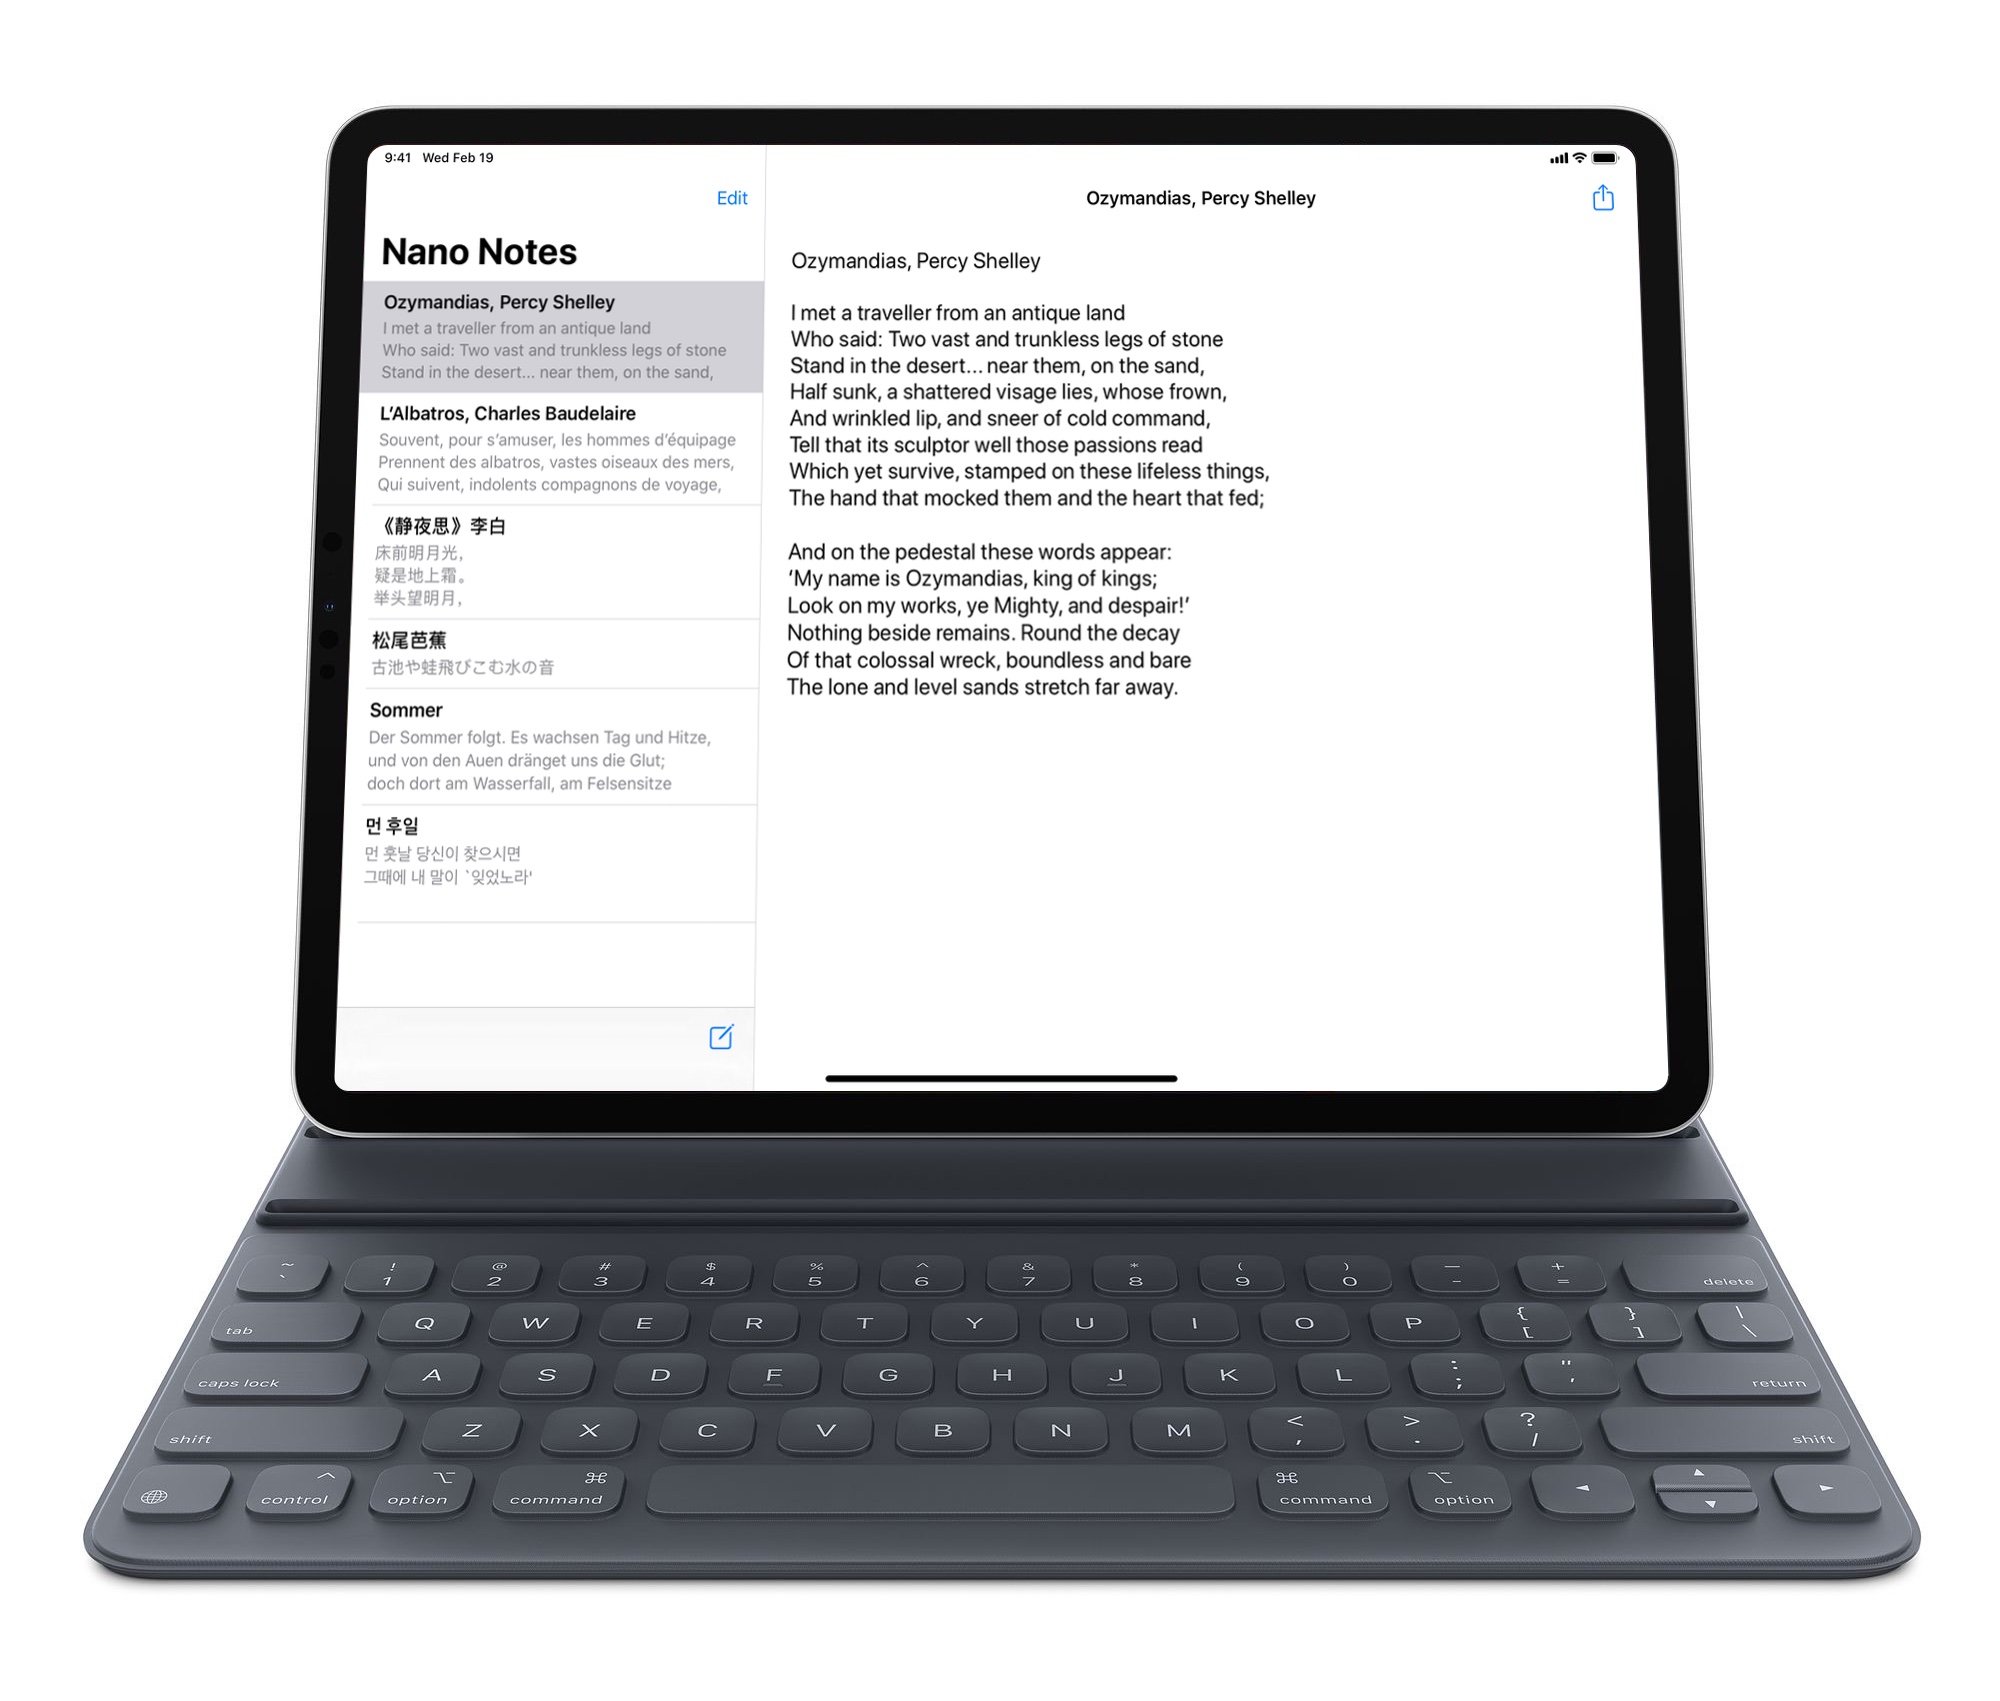 9:41 Wed Feb 19
Edit
Nano Notes
Ozymandias, Percy Shelley
I met a traveller from an antique land
Who said: Two vast and trunkless legs of stone
Stand in the desert… near them, on the sand,
L’Albatros, Charles Baudelaire
Souvent, pour s’amuser, les hommes d’équipage
Prennent des albatros, vastes oiseaux des mers,
Qui suivent, indolents compagnons de voyage,
《静夜思》李白
床前明月光，
疑是地上霜。
举头望明月，
松尾芭蕉
古池や蛙飛びこむ水の音
Sommer
Der Sommer folgt. Es wachsen Tag und Hitze,
und von den Auen dränget uns die Glut;
doch dort am Wasserfall, am Felsensitze
먼 후일
먼 훗날 당신이 찾으시면
그때에 내 말이 `잊었노라'
Ozymandias, Percy Shelley
Ozymandias, Percy Shelley
I met a traveller from an antique land
Who said: Two vast and trunkless legs of stone
Stand in the desert… near them, on the sand,
Half sunk, a shattered visage lies, whose frown,
And wrinkled lip, and sneer of cold command,
Tell that its sculptor well those passions read
Which yet survive, stamped on these lifeless things,
The hand that mocked them and the heart that fed;
And on the pedestal these words appear:
‘My name is Ozymandias, king of kings;
Look on my works, ye Mighty, and despair!’
Nothing beside remains. Round the decay
Of that colossal wreck, boundless and bare
The lone and level sands stretch far away.
~ ! @ # $ % ^ & * ( ) — +
` 1 2 3 4 5 6 7 8 9 0 - = delete
tab Q W E R T Y U I O P { [ } ] | \
caps lock A S D F G H J K L : ; " ' return
shift Z X C V B N M < , > . ? / shift
control option command command option